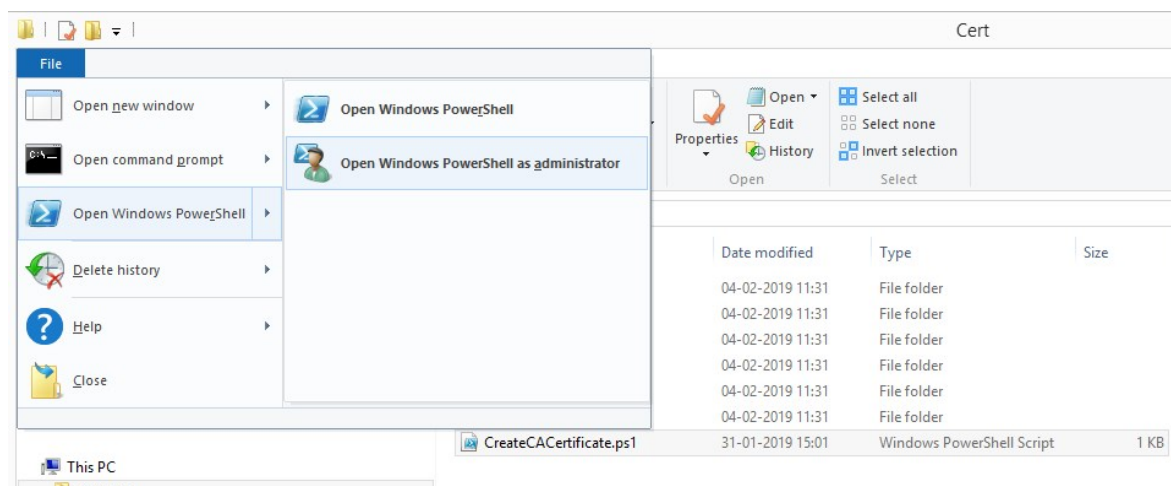 Cert
File
Open new window
Open command prompt
Open Windows PowerShell
Delete history
Help
Close
Open Windows PowerShell
Open Windows PowerShell as administrator
Properties
Open
Edit
History
Open
Select all
Select none
Invert selection
Select
Date modified Type Size
04-02-2019 11:31 File folder
04-02-2019 11:31 File folder
04-02-2019 11:31 File folder
04-02-2019 11:31 File folder
04-02-2019 11:31 File folder
04-02-2019 11:31 File folder
CreateCACertificate.ps1 31-01-2019 15:01 Windows PowerShell Script 1 KB
This PC